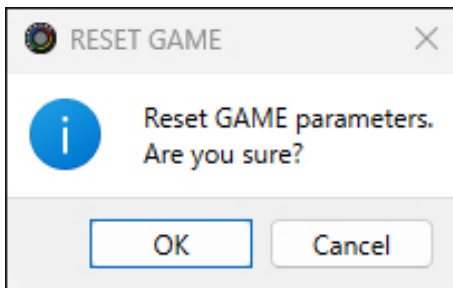 RESET GAME
Reset GAME parameters.
Are you sure?
OK
Cancel